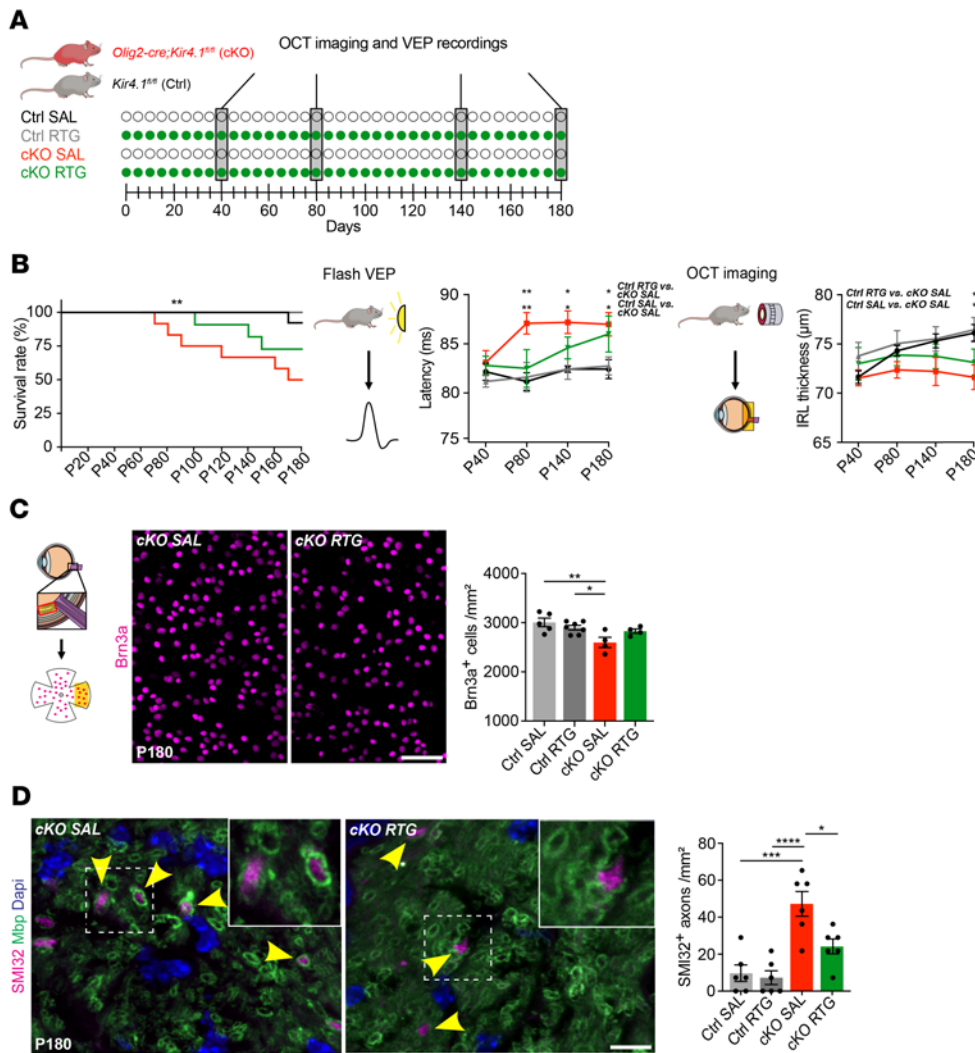 A
Olig2-cre;Kir4.1fl/fl (cKO)
Kir4.1fl/fl (Ctrl)
OCT imaging and VEP recordings
Ctrl SAL
Ctrl RTG
cKO SAL
cKO RTG
0 20 40 60 80 100 120 140 160 180
Days
B
Survival rate (%)
100
75
50
25
0
**
P20 P40 P60 P80 P100 P120 P140 P160 P180
Flash VEP
Latency (ms)
90
85
80
75
** * *
** * *
Ctrl RTG vs.
cKO SAL
Ctrl SAL vs.
cKO SAL
P40 P80 P140 P180
OCT imaging
IRL thickness (µm)
80
75
70
65
Ctrl RTG vs. cKO SAL
Ctrl SAL vs. cKO SAL
P40 P80 P140 P180
C
Brn3a
cKO SAL
cKO RTG
P180
Brn3a+ cells /mm²
4000
3000
2000
1000
**
*
Ctrl SAL
Ctrl RTG
cKO SAL
cKO RTG
D
SMI32 Mbp Dapi
cKO SAL
cKO RTG
P180
SMI32+ axons /mm²
80
60
40
20
0
*
****
***
Ctrl SAL
Ctrl RTG
cKO SAL
cKO RTG